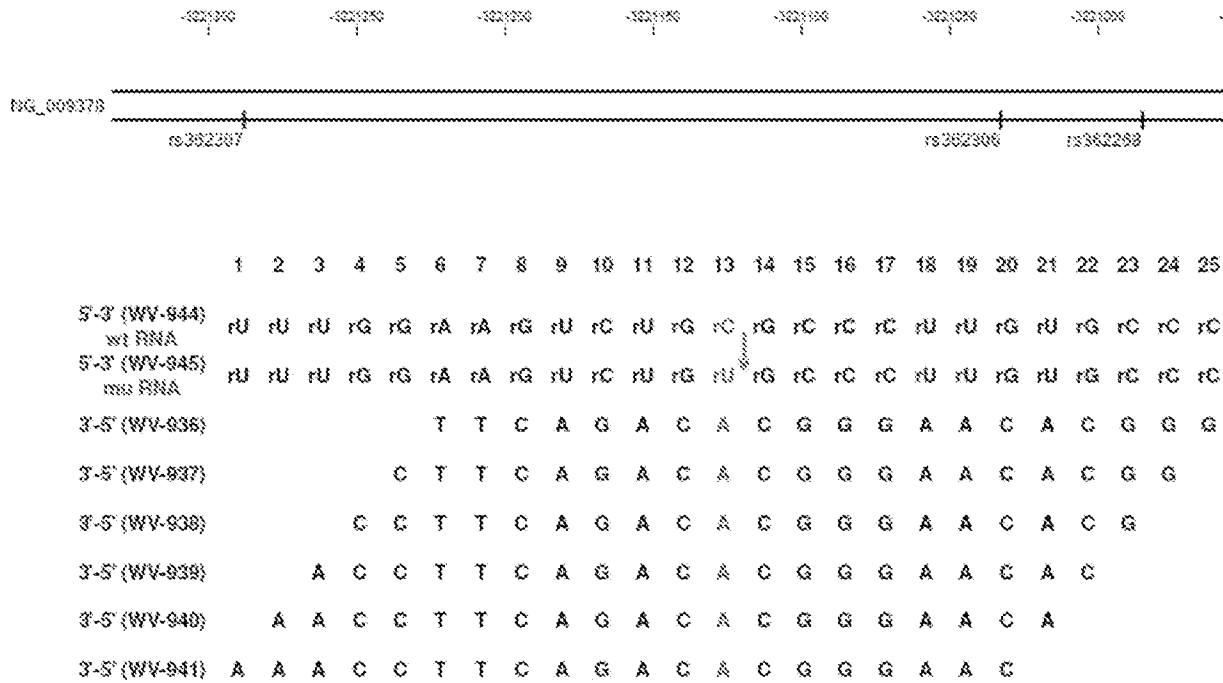 NG_009378
rs362307 rs362306 rs362268
1 2 3 4 5 6 7 8 9 10 11 12 13 14 15 16 17 18 19 20 21 22 23 24 25
5'-3' (WV-944) wt RNA rU rU rU rG rG rA rA rG rU rC rU rG rC rG rC rC rC rU rU rG rU rG rC rC rC
5'-3' (WV-945) mu RNA rU rU rU rG rG rA rA rG rU rC rU rG rU rG rC rC rC rU rU rG rU rG rC rC rC
3'-5' (WV-936) T T C A G A C A C G G G A A C A C G G G
3'-5' (WV-937) C T T C A G A C A C G G G A A C A C G G
3'-5' (WV-938) C C T T C A G A C A C G G G A A C A C G
3'-5' (WV-939) A C C T T C A G A C A C G G G A A C A C
3'-5' (WV-940) A A C C T T C A G A C A C G G G A A C A
3'-5' (WV-941) A A A C C T T C A G A C A C G G G A A C